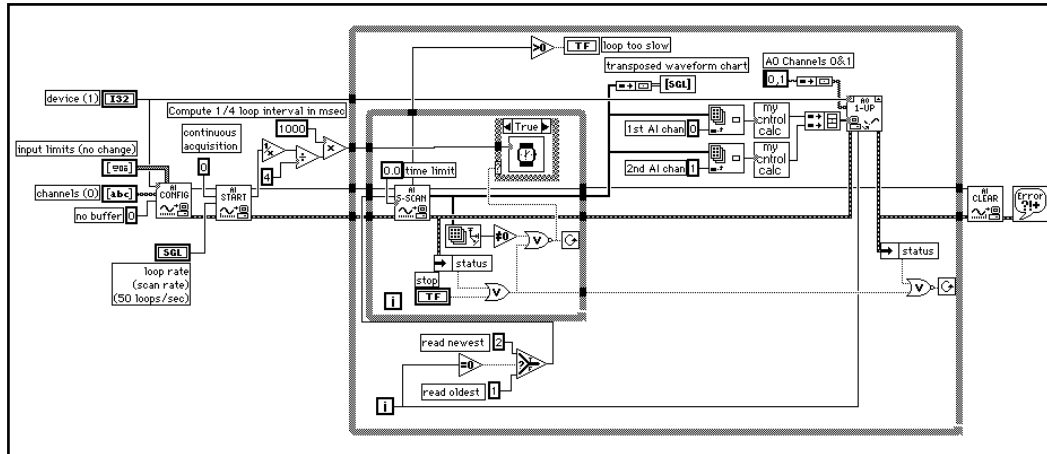 >0
TF
loop too slow
transposed waveform chart
[SGL]
AO Channels 0&1
0,1
AO
1-UP
device (1)
I32
Compute 1/4 loop interval in msec
1000
x
continuous
acquisition
0
1/x
÷
4
True
1st AI chan
0
my
cntrol
calc
2nd AI chan
1
my
cntrol
calc
input limits (no change)
channels (0)
[abc]
no buffer
0
AI
CONFIG
AI
START
0.0
time limit
AI
S-SCAN
AI
CLEAR
Error
?!+
SGL
loop rate
(scan rate)
(50 loops/sec)
≠0
V
status
stop
TF
V
i
status
V
read newest
2
=0
?
read oldest
1
i